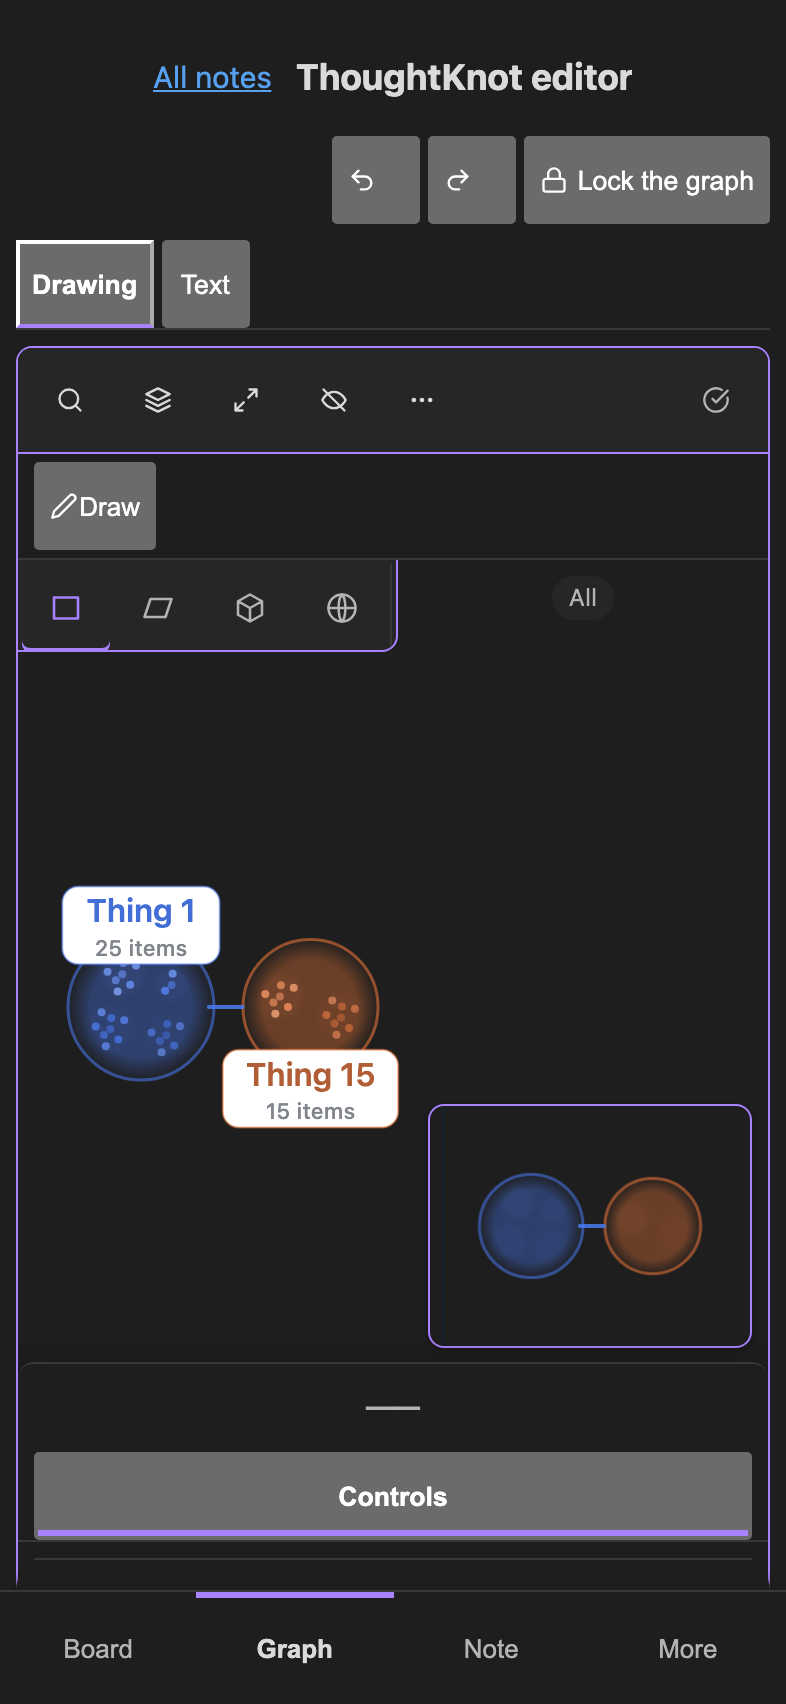 All notes ThoughtKnot editor
Lock the graph
Drawing Text
Draw
All
Thing 1
25 items
Thing 15
15 items
Controls
Board Graph Note More